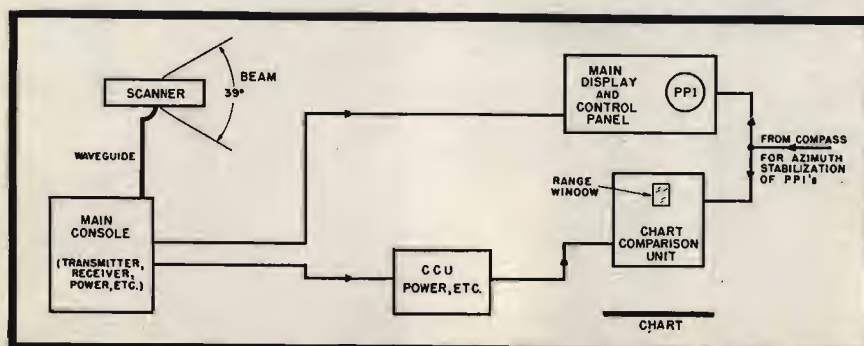 SCANNER
BEAM
39°
WAVEGUIDE
MAIN
CONSOLE
(TRANSMITTER,
RECEIVER,
POWER, ETC.)
MAIN
DISPLAY
AND
CONTROL
PANEL
PPI
FROM COMPASS
FOR AZIMUTH
STABILIZATION
OF PPI's
RANGE
WINDOW
CHART
COMPARISON
UNIT
CCU
POWER, ETC.
CHART